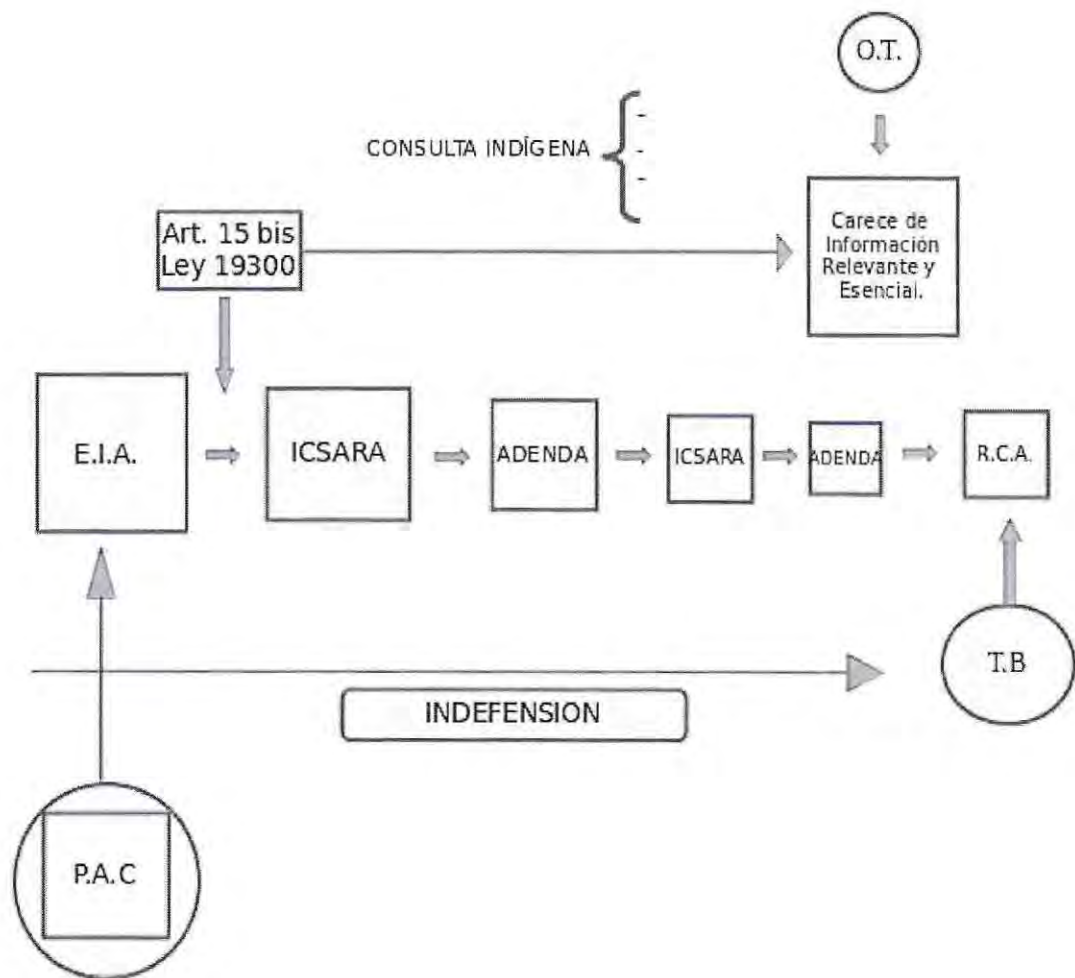 O.T.
CONSULTA INDÍGENA
-
-
-
Carece de
Información
Relevante y
Esencial.
Art. 15 bis
Ley 19300
E.I.A.
ICSARA
ADENDA
ICSARA
ADENDA
R.C.A.
T.B
INDEFENSION
P.A.C